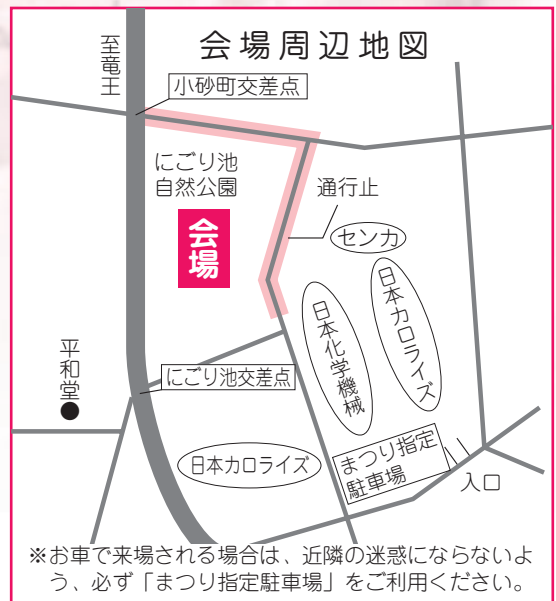 会場周辺地図
至竜王
小砂町交差点
にごり池
自然公園
会場
通行止
センカ
日本カロライズ
日本化学機械
平和堂
にごり池交差点
日本カロライズ
まつり指定
駐車場
入口
※お車で来場される場合は、近隣の迷惑にならないよ
う、必ず「まつり指定駐車場」をご利用ください。